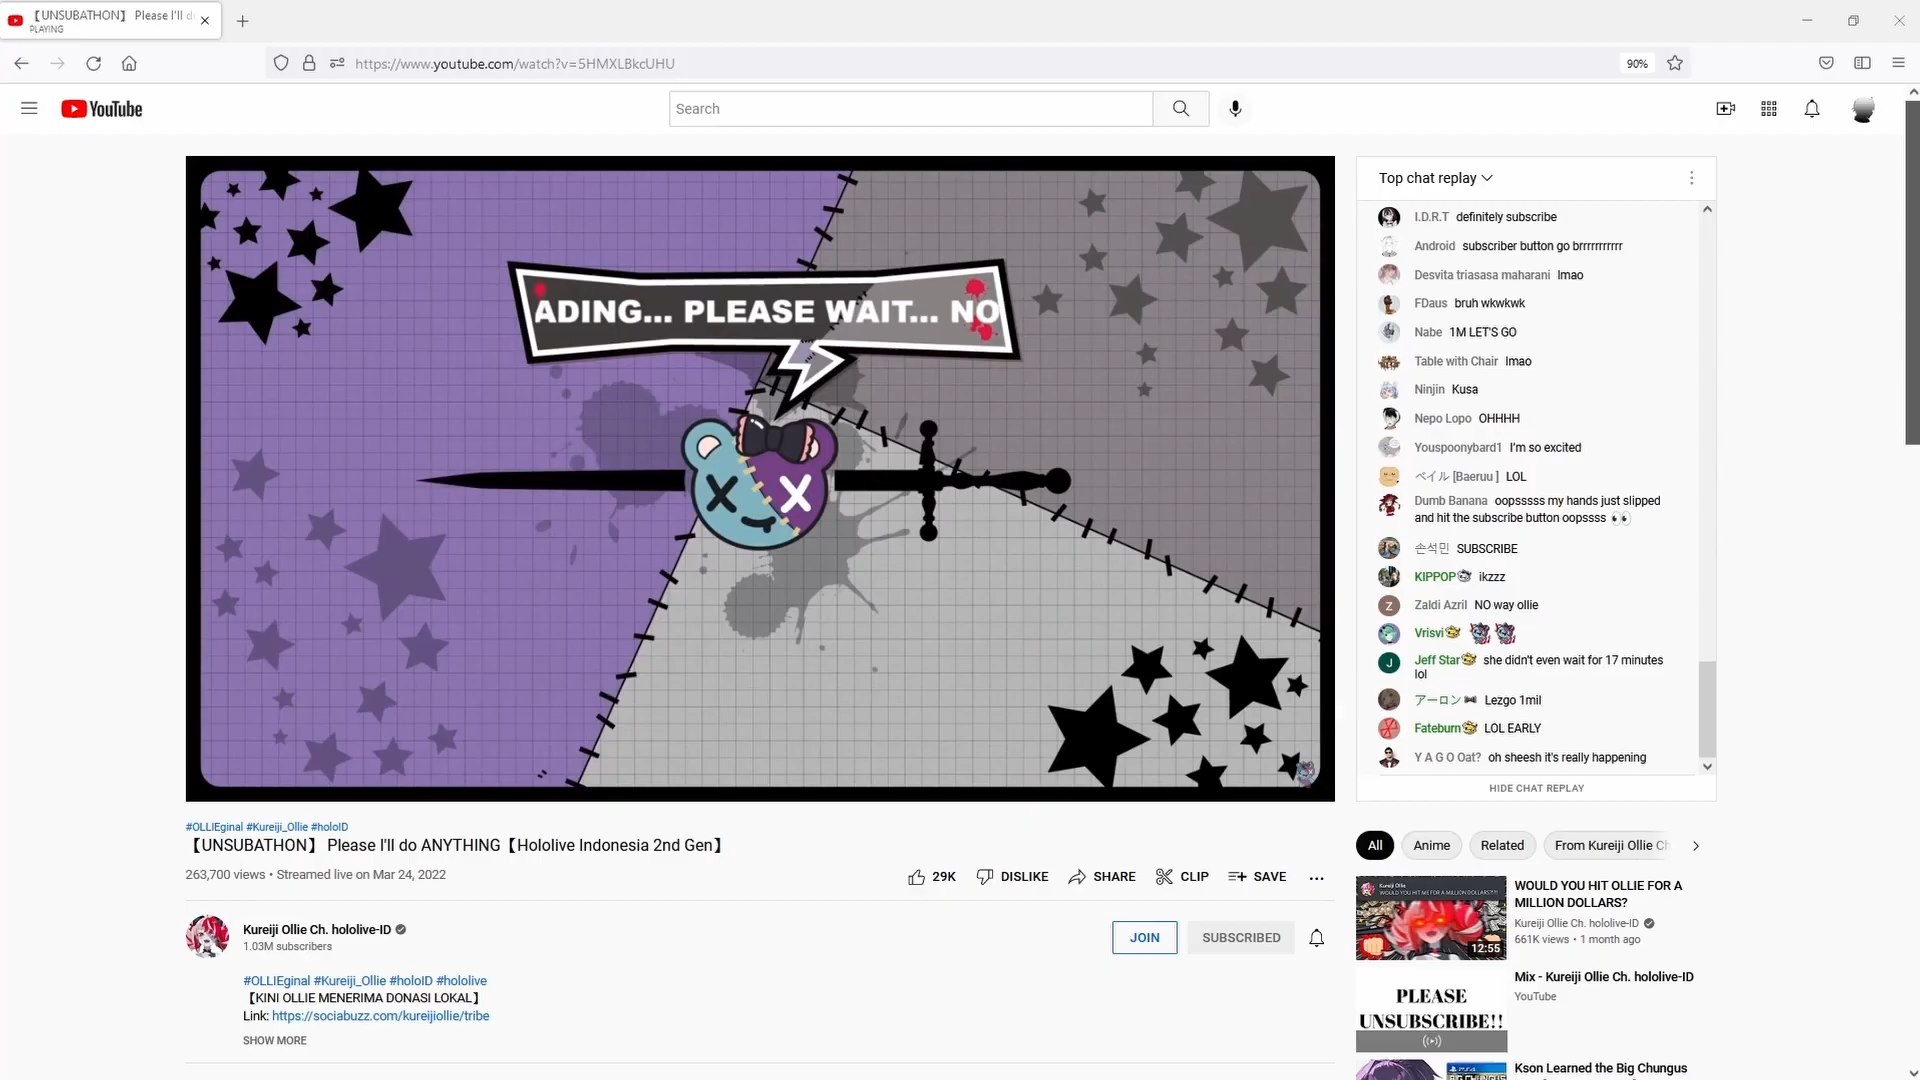 【UNSUBATHON】 Please I'll d
PLAYING
https://www.youtube.com/watch?v=5HMXLBkcUHU
90%
YouTube
Search
ADING... PLEASE WAIT... NO
Top chat replay
I.D.R.T definitely subscribe
Android subscriber button go brrrrrrrrrr
Desvita triasasa maharani lmao
FDaus bruh wkwkwk
Nabe 1M LET'S GO
Table with Chair lmao
Ninjin Kusa
Nepo Lopo OHHHH
Youspoonybard1 I'm so excited
ベイル [Baeruu ] LOL
Dumb Banana oopsssss my hands just slipped
and hit the subscribe button oopssss 👀
손석민 SUBSCRIBE
KIPPOP ikzzz
Z Zaldi Azril NO way ollie
Vrisvi
J Jeff Star she didn't even wait for 17 minutes
lol
アーロン Lezgo 1mil
Fateburn LOL EARLY
Y A G O Oat? oh sheesh it's really happening
HIDE CHAT REPLAY
#OLLIEginal #Kureiji_Ollie #holoID
【UNSUBATHON】 Please I'll do ANYTHING【Hololive Indonesia 2nd Gen】
263,700 views • Streamed live on Mar 24, 2022
29K DISLIKE SHARE CLIP SAVE
Kureiji Ollie Ch. hololive-ID
1.03M subscribers
JOIN SUBSCRIBED
#OLLIEginal #Kureiji_Ollie #holoID #hololive
【KINI OLLIE MENERIMA DONASI LOKAL】
Link: https://sociabuzz.com/kureijiollie/tribe
SHOW MORE
All Anime Related From Kureiji Ollie Ch
Kureiji Ollie
12:55
WOULD YOU HIT OLLIE FOR A
MILLION DOLLARS?
Kureiji Ollie Ch. hololive-ID
661K views • 1 month ago
PLEASE
UNSUBSCRIBE!!
Mix - Kureiji Ollie Ch. hololive-ID
YouTube
PS4
Kson Learned the Big Chungus